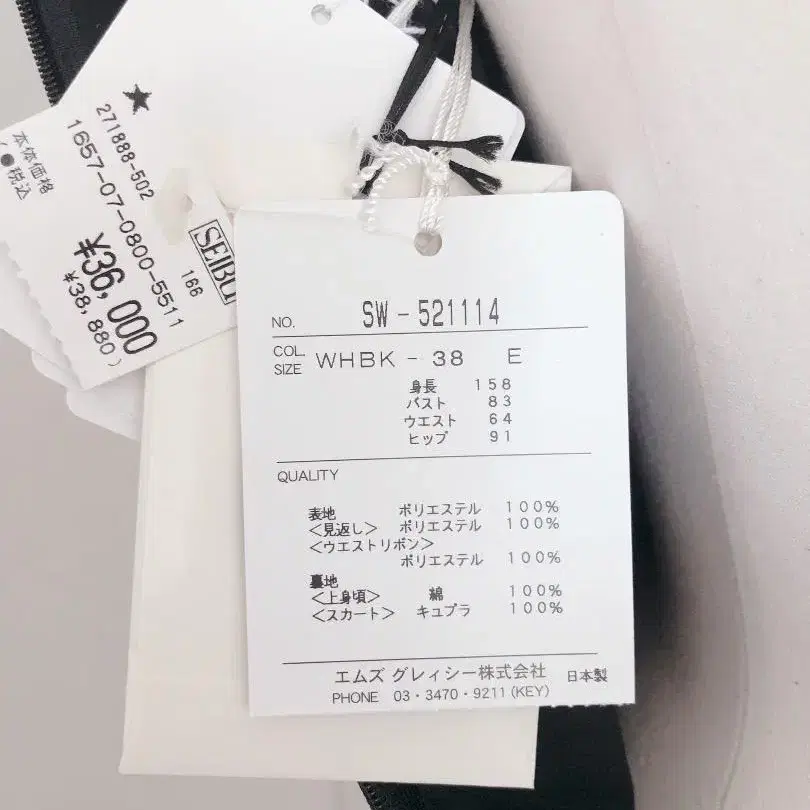 ★
271888-502
1657-07-0800-5511
本体価格
¥36,000
(●税込
¥38,880)
166
SEIBU
NO. SW-521114
COL.
SIZE WHBK - 38 E
身長 158
バスト 83
ウエスト 64
ヒップ 91
QUALITY
表地 ポリエステル 100%
<見返し> ポリエステル 100%
<ウエストリボン>
ポリエステル 100%
裏地
<上身頃> 綿 100%
<スカート> キュプラ 100%
エムズ グレィシー株式会社 日本製
PHONE 03・3470・9211(KEY)